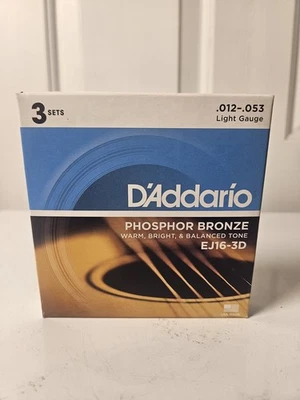 3 SETS
.012–.053
Light Gauge
D'Addario
PHOSPHOR BRONZE
WARM, BRIGHT, & BALANCED TONE
EJ16-3D